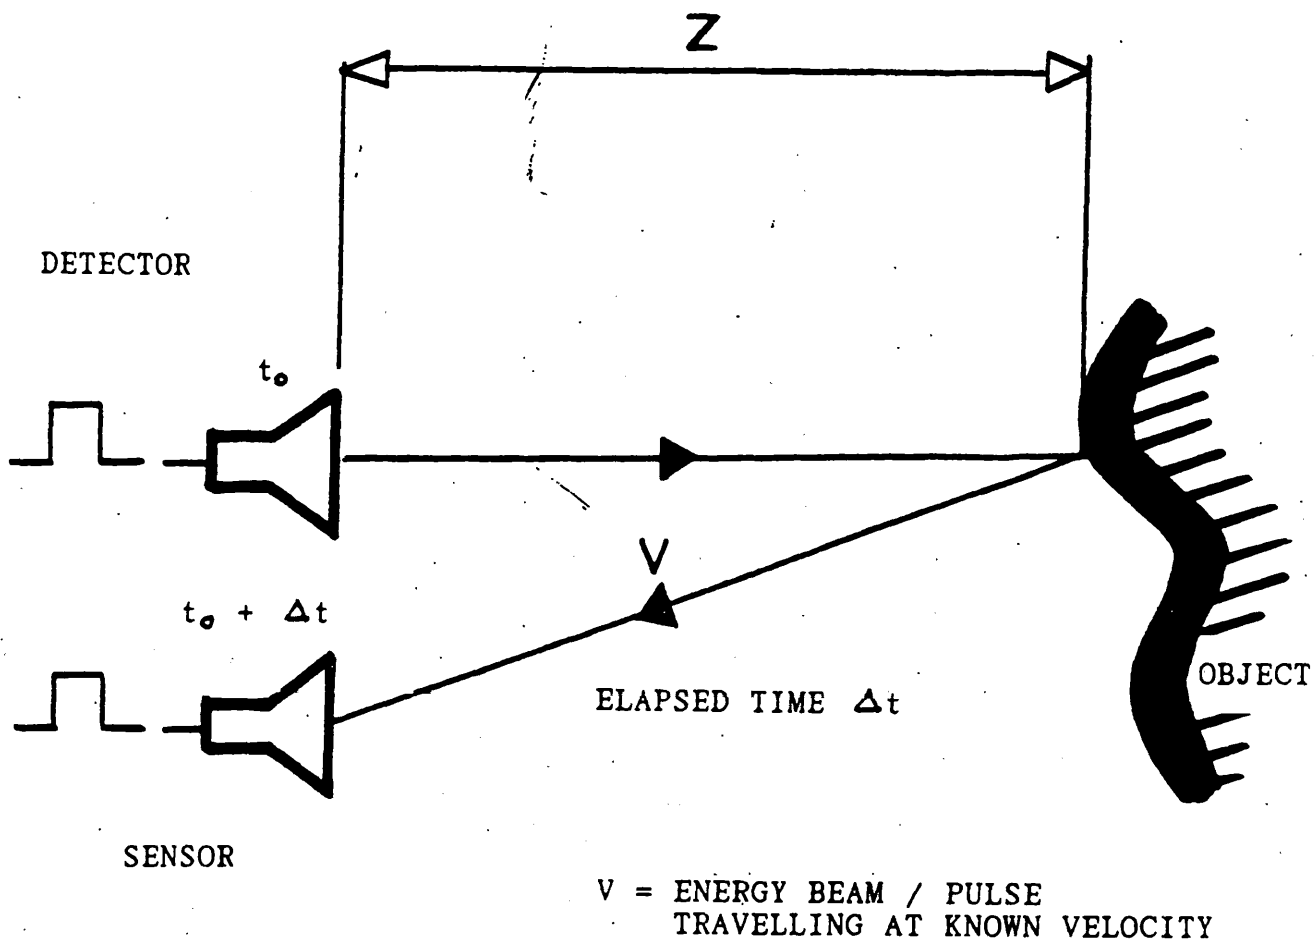 Z
DETECTOR
t₀
V
t₀ + Δt
OBJECT
ELAPSED TIME Δt
SENSOR
V = ENERGY BEAM / PULSE
TRAVELLING AT KNOWN VELOCITY